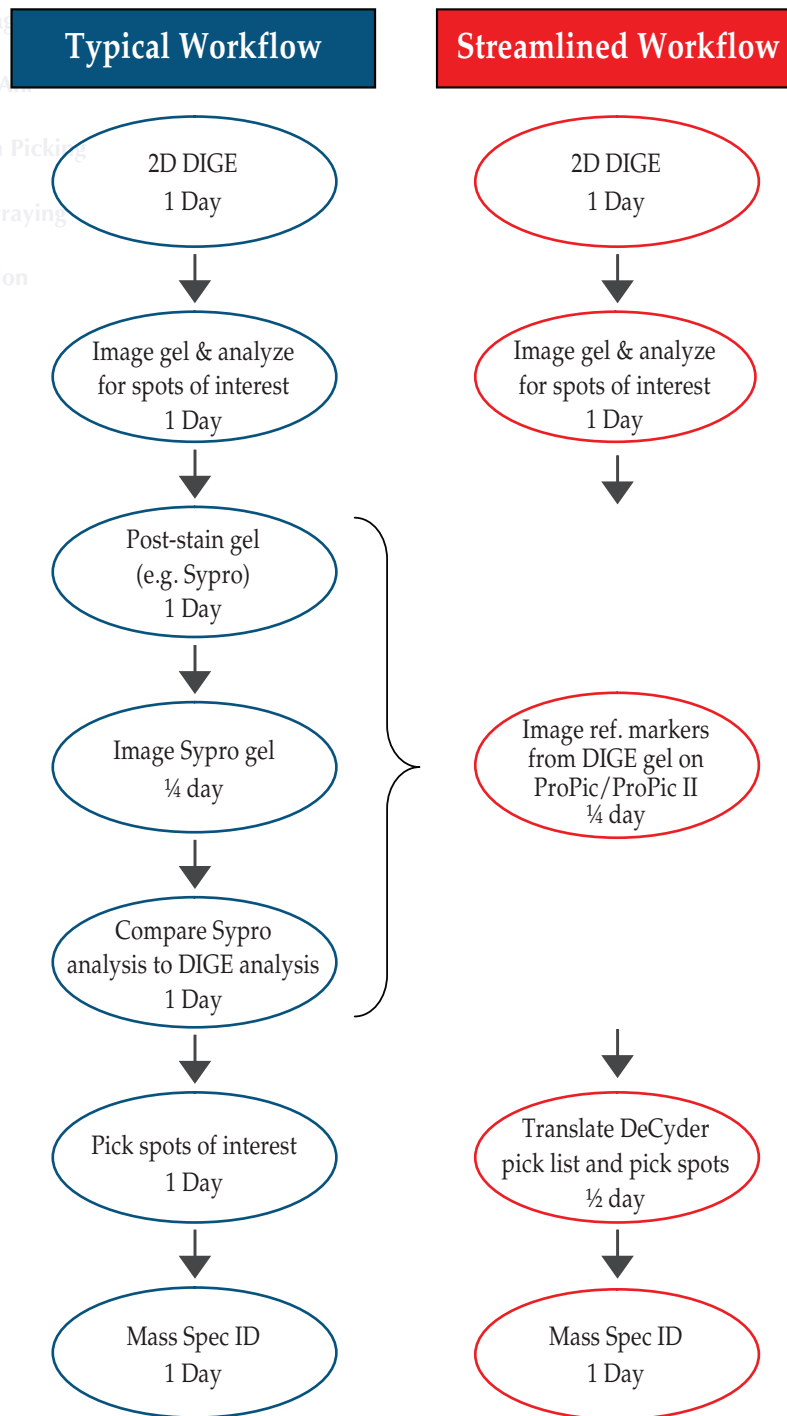 Typical Workflow
2D DIGE
1 Day
Image gel & analyze
for spots of interest
1 Day
Post-stain gel
(e.g. Sypro)
1 Day
Image Sypro gel
¼ day
Compare Sypro
analysis to DIGE analysis
1 Day
Pick spots of interest
1 Day
Mass Spec ID
1 Day
Streamlined Workflow
2D DIGE
1 Day
Image gel & analyze
for spots of interest
1 Day
Image ref. markers
from DIGE gel on
ProPic/ProPic II
¼ day
Translate DeCyder
pick list and pick spots
½ day
Mass Spec ID
1 Day
Picking